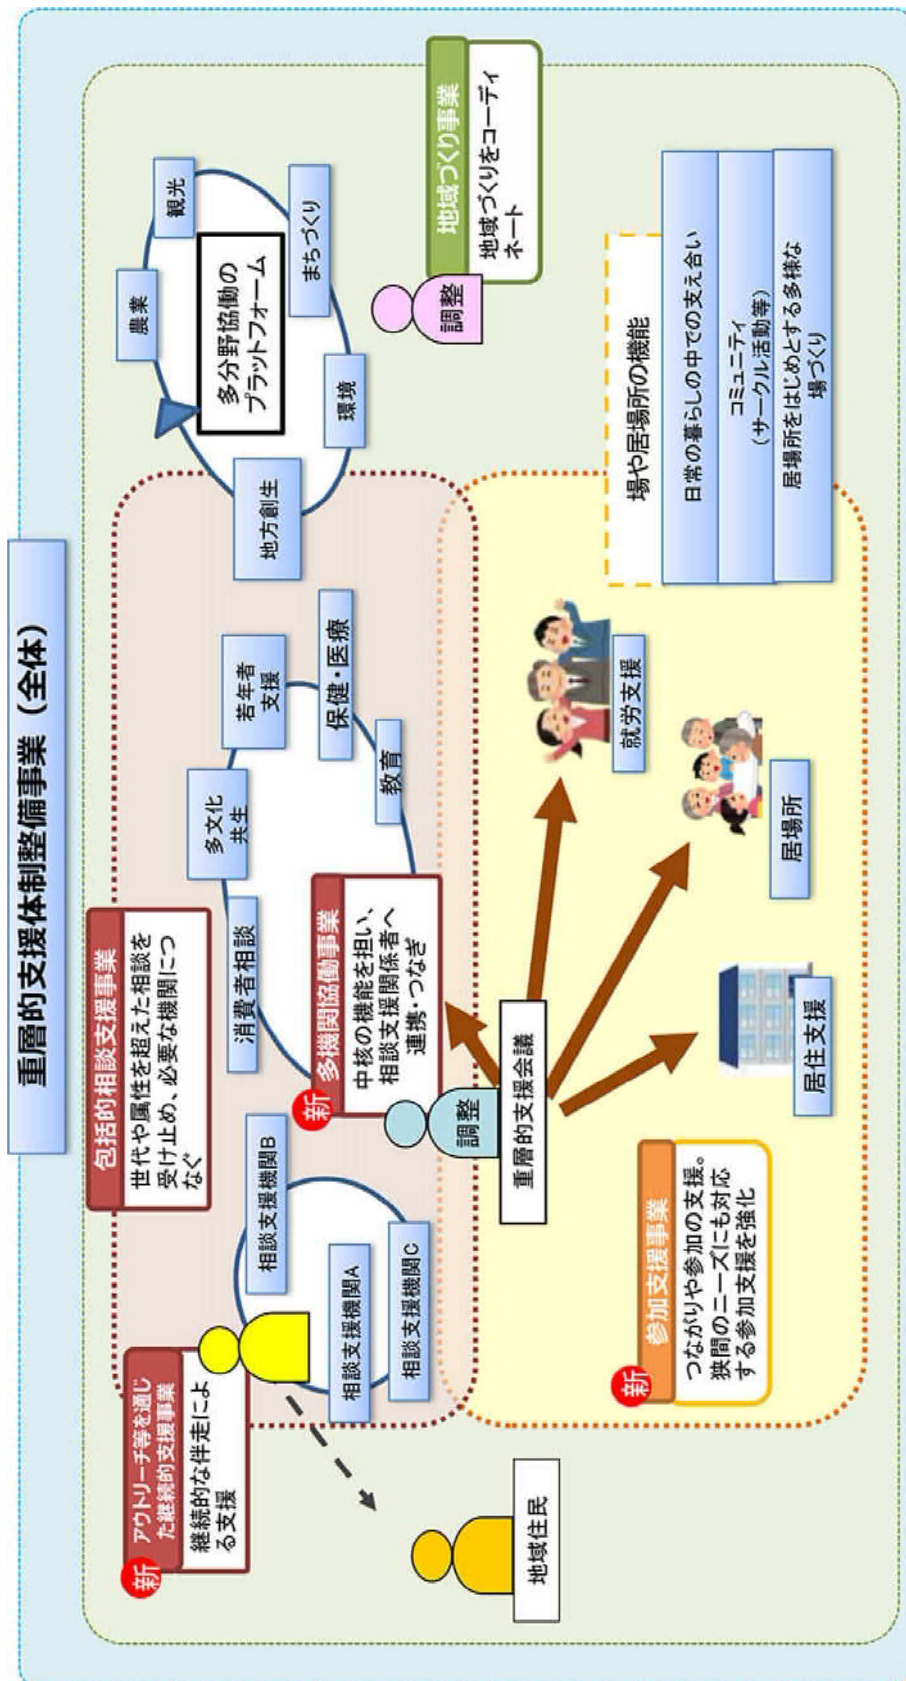 重層的支援体制整備事業（全体）
新
アウトリーチ等を通じ
た継続的支援事業
継続的な伴走によ
る支援
包括的相談支援事業
世代や属性を超えた相談を
受け止め、必要な機関につ
なぐ
相談支援機関B
相談支援機関A
相談支援機関C
消費者相談
多文化
共生
若年者
支援
保健・医療
教育
新
多機関協働事業
中核の機能を担い、
相談支援関係者へ
連携・つなぎ
調整
重層的支援会議
農業
観光
まちづくり
環境
地方創生
多分野協働の
プラットフォーム
調整
地域づくり事業
地域づくりをコーディ
ネート
地域住民
新
参加支援事業
つながりや参加の支援。
狭間のニーズにも対応
する参加支援を強化
居住支援
居場所
就労支援
場や居場所の機能
日常の暮らしの中での支え合い
コミュニティ
（サークル活動等）
居場所をはじめとする多様な
場づくり